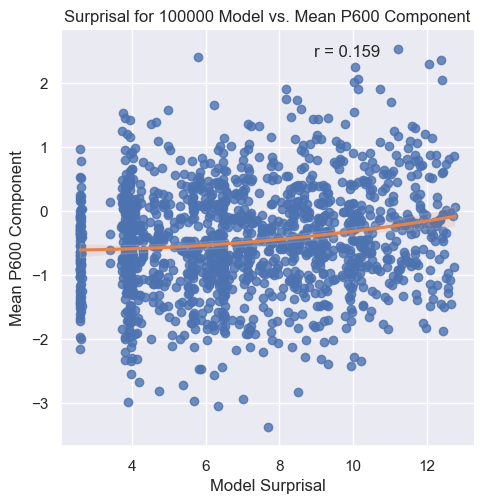 Surprisal for 100000 Model vs. Mean P600 Component
r = 0.159
2
1
0
−1
−2
−3
Mean P600 Component
4 6 8 10 12
Model Surprisal